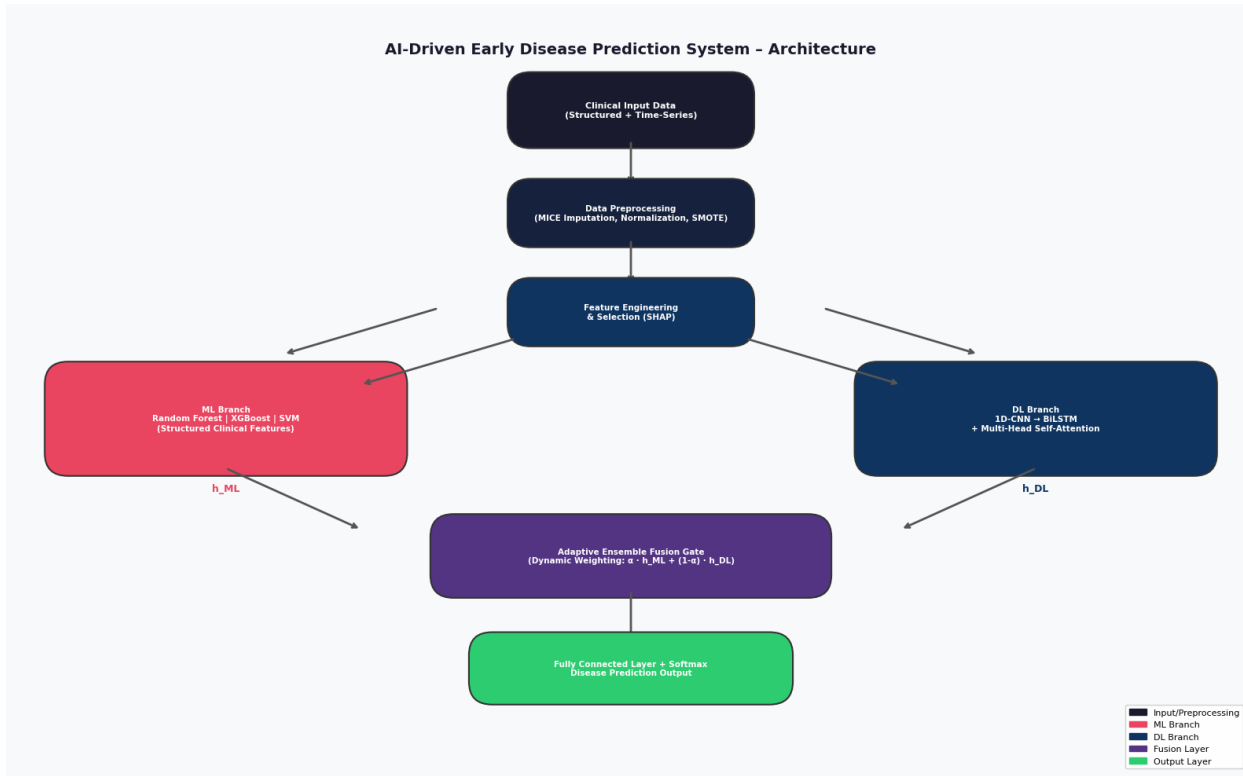 AI-Driven Early Disease Prediction System – Architecture
Clinical Input Data
(Structured + Time-Series)
Data Preprocessing
(MICE Imputation, Normalization, SMOTE)
Feature Engineering
& Selection (SHAP)
ML Branch
Random Forest | XGBoost | SVM
(Structured Clinical Features)
DL Branch
1D-CNN → BiLSTM
+ Multi-Head Self-Attention
h_ML
h_DL
Adaptive Ensemble Fusion Gate
(Dynamic Weighting: α · h_ML + (1-α) · h_DL)
Fully Connected Layer + Softmax
Disease Prediction Output
Input/Preprocessing
ML Branch
DL Branch
Fusion Layer
Output Layer